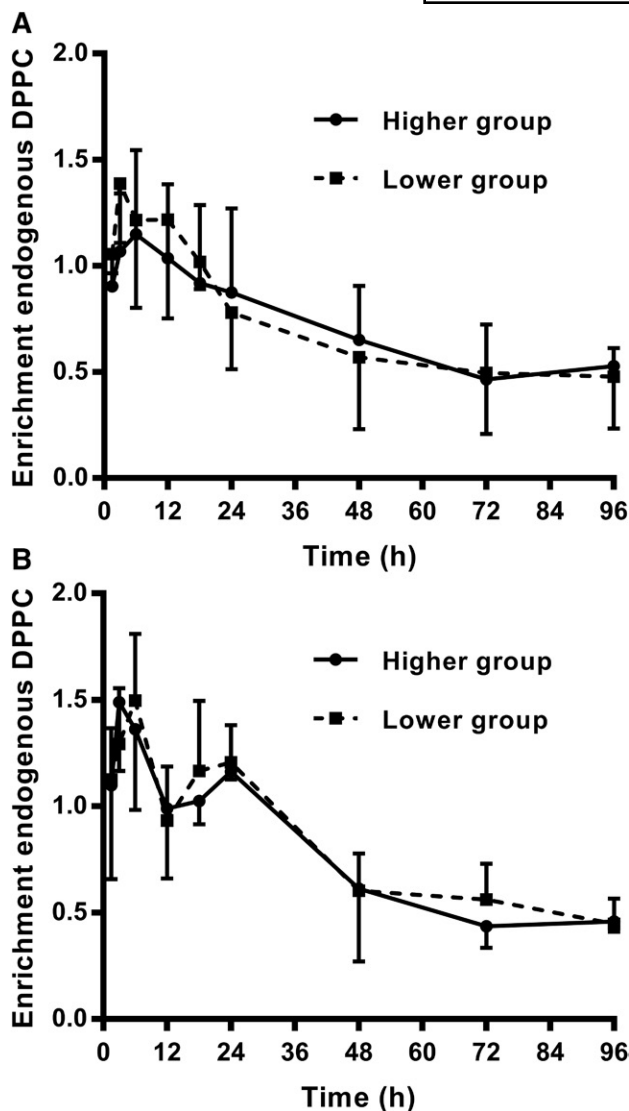 A
Enrichment endogenous DPPC
2.0
1.5
1.0
0.5
0.0
Higher group
Lower group
0 12 24 36 48 60 72 84 96
Time (h)
B
Enrichment endogenous DPPC
2.0
1.5
1.0
0.5
0.0
Higher group
Lower group
0 12 24 36 48 60 72 84 96
Time (h)